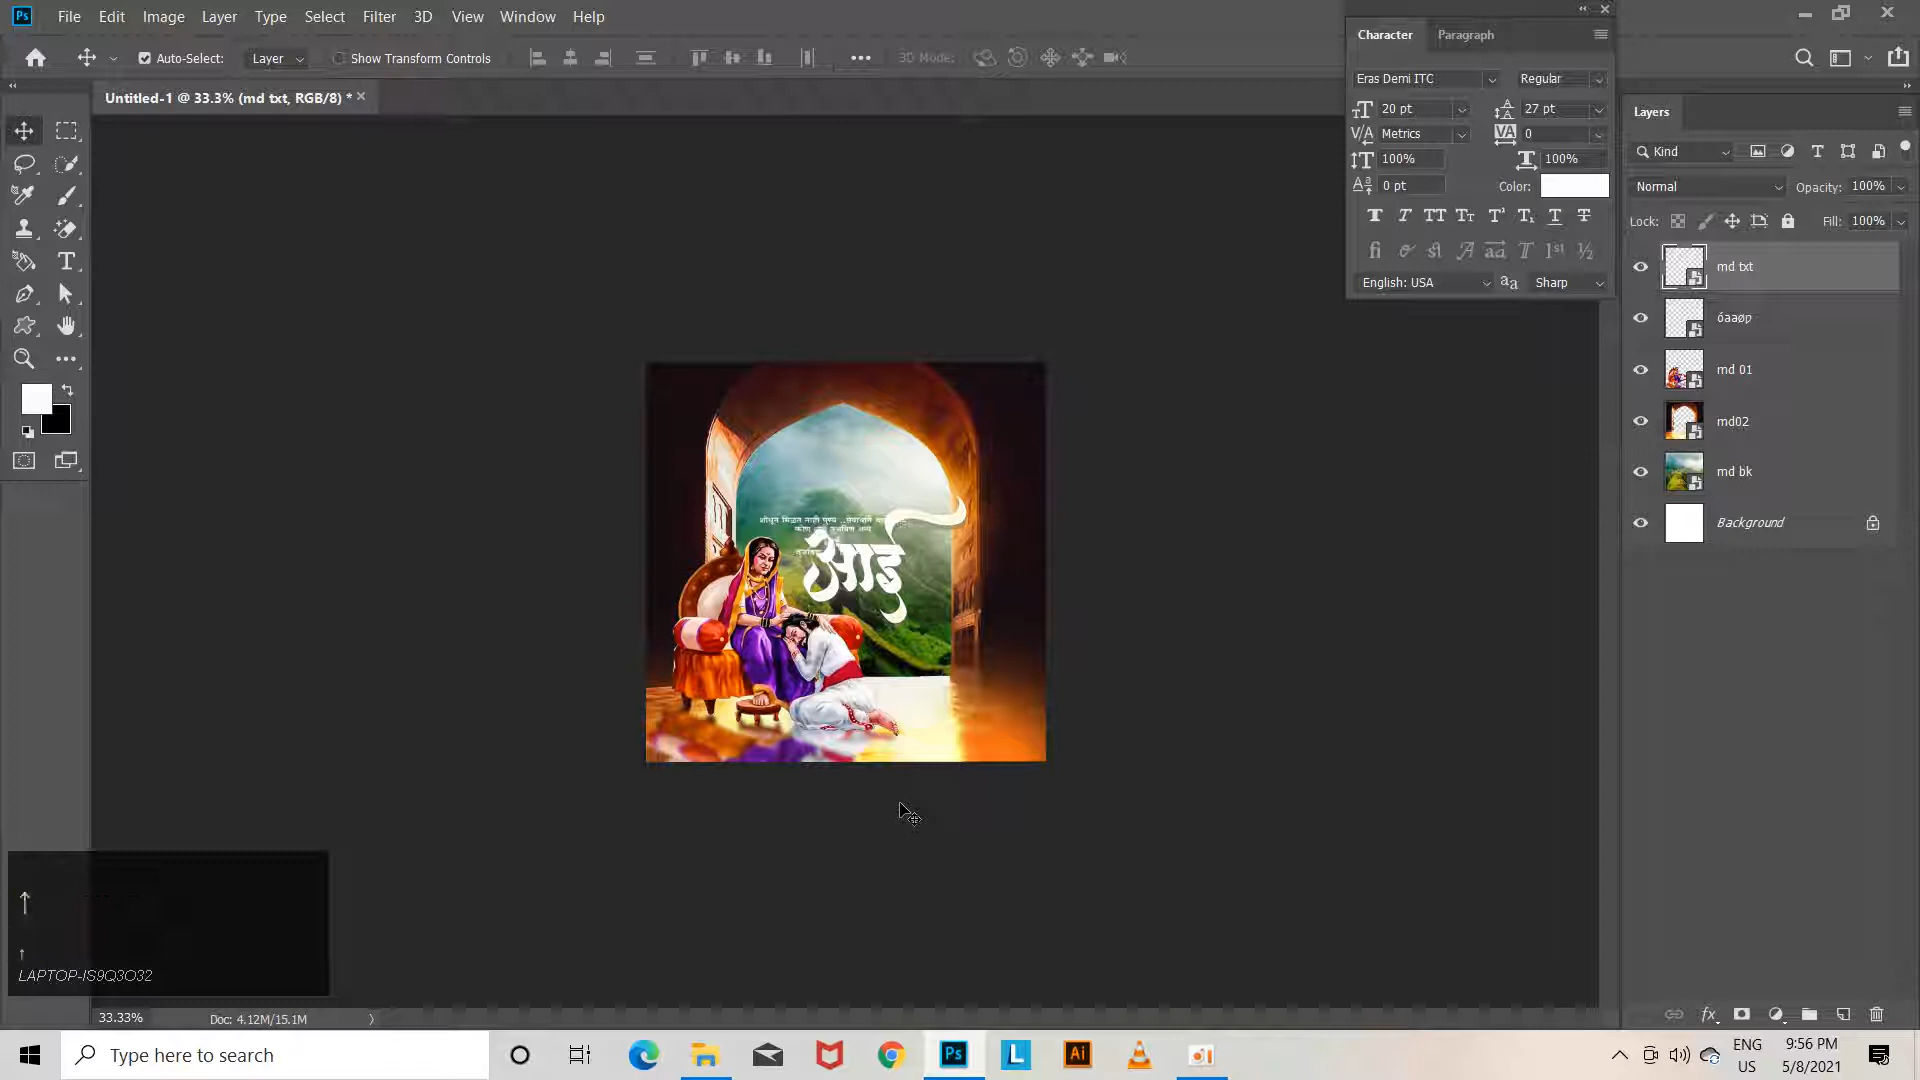 File Edit Image Layer Type Select Filter 3D View Window Help
Auto-Select: Layer Show Transform Controls 3D Mode:
Untitled-1 @ 33.3% (md txt, RGB/8) *
Character Paragraph
Eras Demi ITC Regular
20 pt 27 pt
Metrics 0
100% 100%
0 pt Color:
English: USA Sharp
Layers
Kind
Normal Opacity: 100%
Lock: Fill: 100%
md txt
óaaøp
md 01
md02
md bk
Background
शोधून मिळत नाही पुण्य
आई
LAPTOP-IS9Q3O32
33.33% Doc: 4.12M/15.1M
Type here to search
ENG
US
9:56 PM
5/8/2021